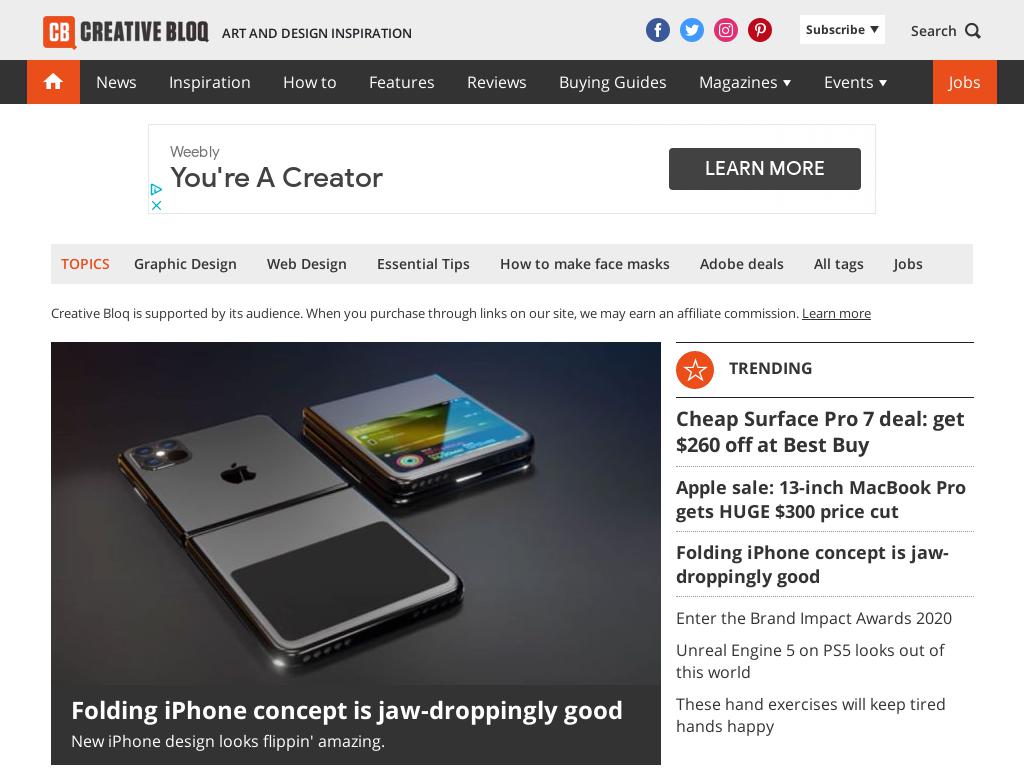 CB CREATIVE BLOQ
ART AND DESIGN INSPIRATION
Subscribe
Search
News
Inspiration
How to
Features
Reviews
Buying Guides
Magazines
Events
Jobs
Weebly
You're A Creator
LEARN MORE
TOPICS
Graphic Design
Web Design
Essential Tips
How to make face masks
Adobe deals
All tags
Jobs
Creative Bloq is supported by its audience. When you purchase through links on our site, we may earn an affiliate commission. Learn more
Folding iPhone concept is jaw-droppingly good
New iPhone design looks flippin' amazing.
TRENDING
Cheap Surface Pro 7 deal: get
$260 off at Best Buy
Apple sale: 13-inch MacBook Pro
gets HUGE $300 price cut
Folding iPhone concept is jaw-
droppingly good
Enter the Brand Impact Awards 2020
Unreal Engine 5 on PS5 looks out of
this world
These hand exercises will keep tired
hands happy